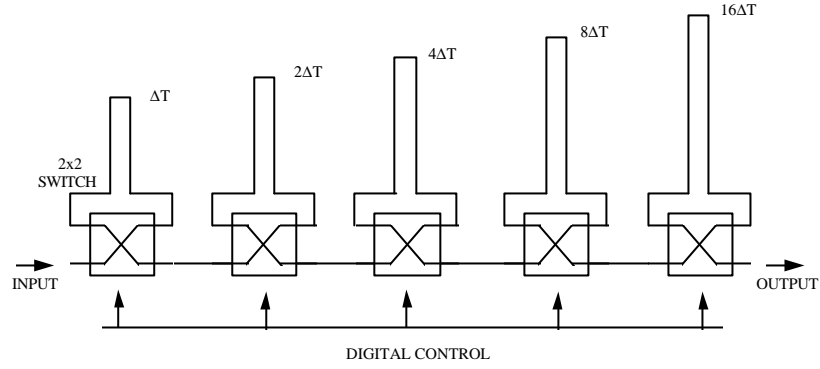 16ΔT
8ΔT
4ΔT
2ΔT
ΔT
2x2
SWITCH
INPUT
OUTPUT
DIGITAL CONTROL